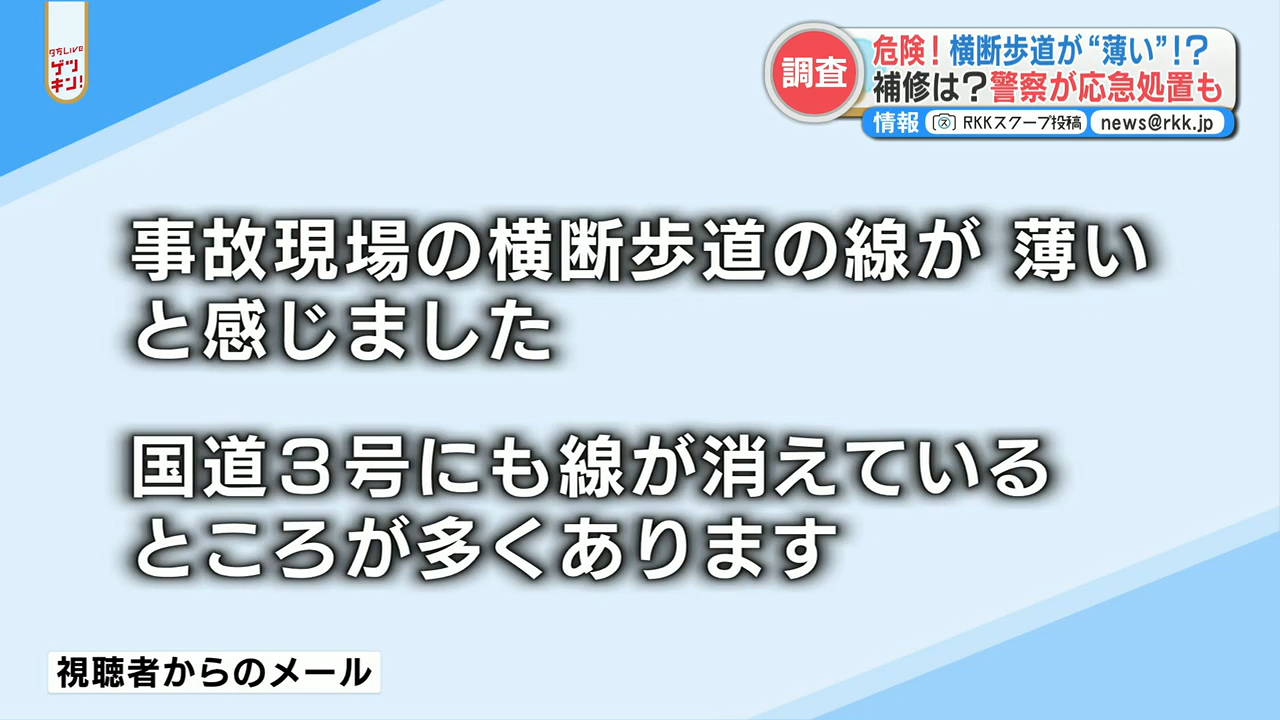 夕方LIVE
ゲツキン!
調査
危険!横断歩道が“薄い”!?
補修は?警察が応急処置も
情報 RKKスクープ投稿 news@rkk.jp
事故現場の横断歩道の線が 薄い
と感じました
国道3号にも線が消えている
ところが多くあります
視聴者からのメール